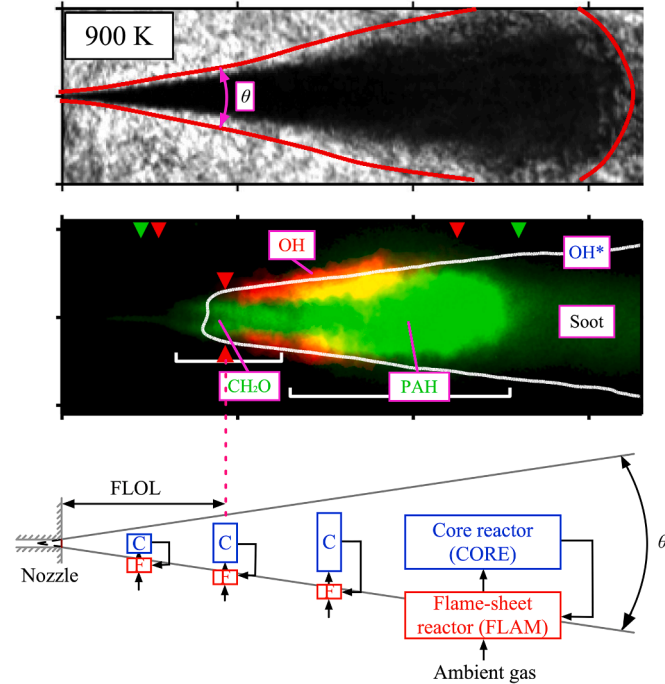 900 K
θ
OH
OH*
Soot
CH₂O
PAH
FLOL
Nozzle
C
F
C
F
C
F
Core reactor
(CORE)
Flame-sheet
reactor (FLAM)
θ
Ambient gas